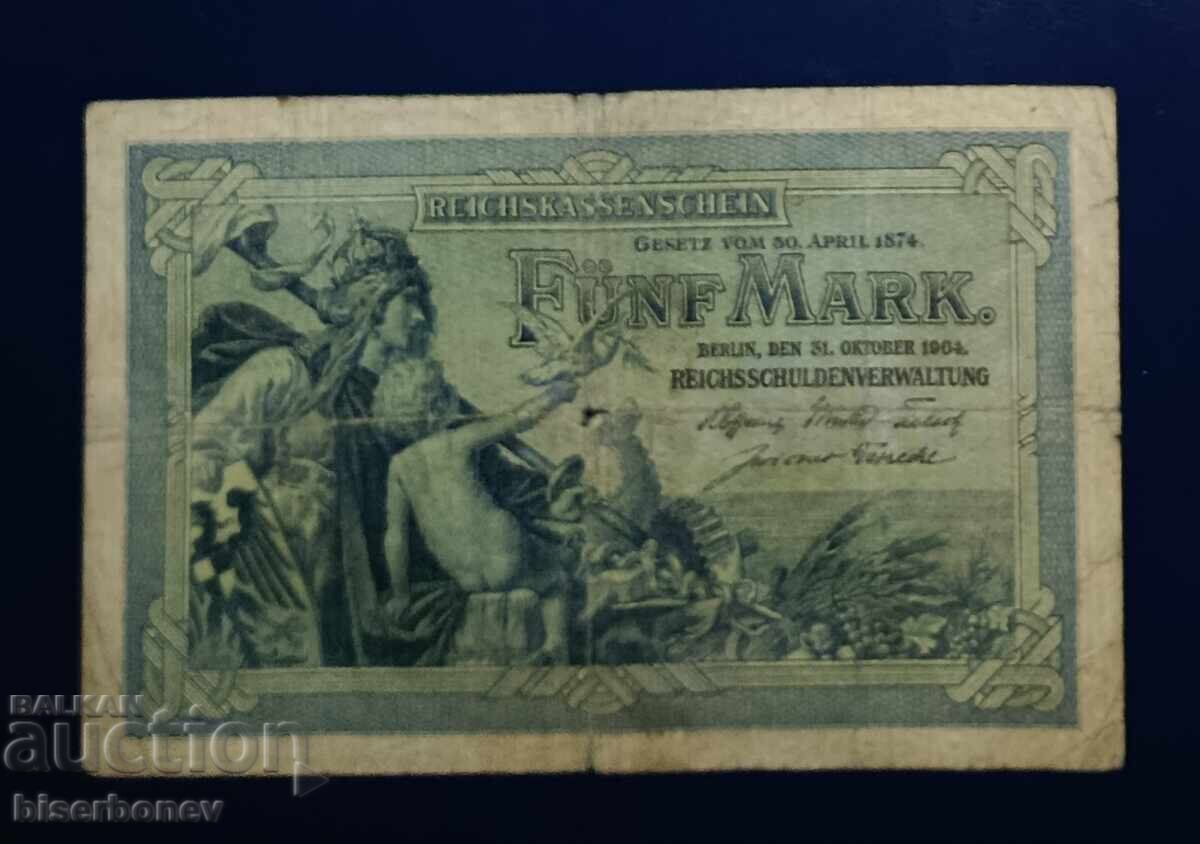 REICHSKASSENSCHEIN
GESETZ VOM 30. APRIL 1874.
FÜNF MARK.
BERLIN, DEN 31. OKTOBER 1904.
REICHSSCHULDENVERWALTUNG
BALKAN
auction
biserbonev